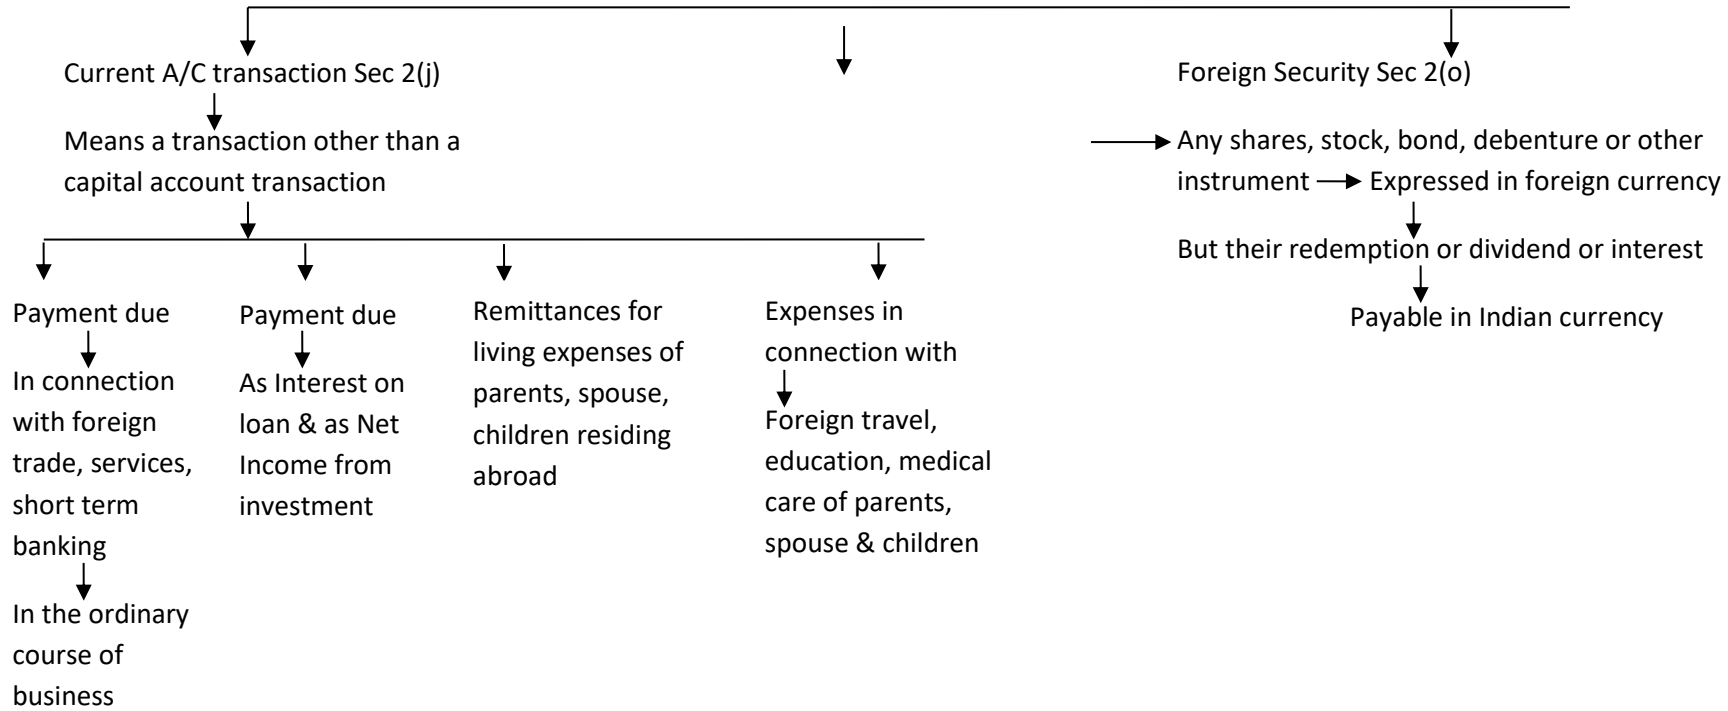 Current A/C transaction Sec 2(j)
Means a transaction other than a
capital account transaction
Payment due
In connection
with foreign
trade, services,
short term
banking
In the ordinary
course of
business
Payment due
As Interest on
loan & as Net
Income from
investment
Remittances for
living expenses of
parents, spouse,
children residing
abroad
Expenses in
connection with
Foreign travel,
education, medical
care of parents,
spouse & children
Foreign Security Sec 2(o)
Any shares, stock, bond, debenture or other
instrument Expressed in foreign currency
But their redemption or dividend or interest
Payable in Indian currency